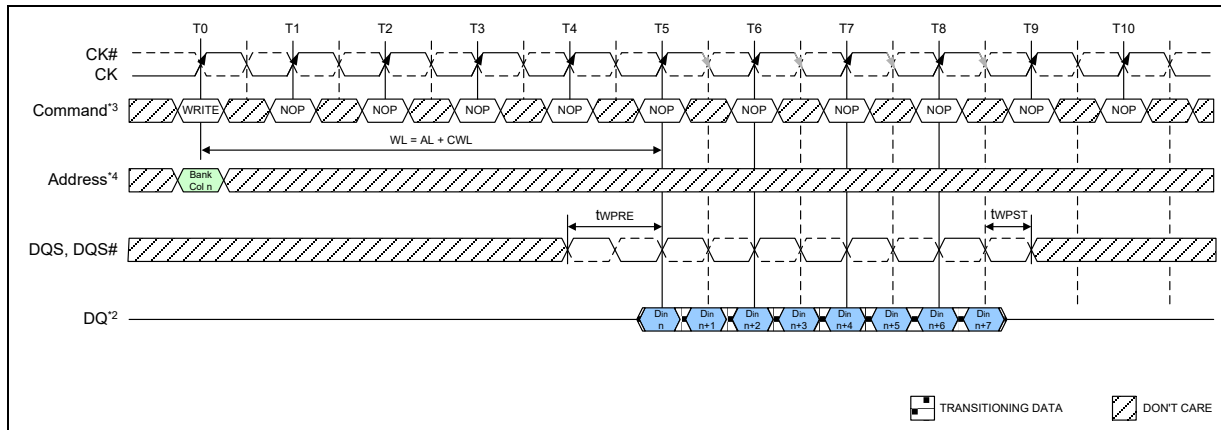 T0 T1 T2 T3 T4 T5 T6 T7 T8 T9 T10
CK#
CK
Command*3 WRITE NOP NOP NOP NOP NOP NOP NOP NOP NOP NOP
WL = AL + CWL
Address*4 Bank
Col n
tWPRE tWPST
DQS, DQS#
DQ*2 Din Din Din Din Din Din Din Din
n n+1 n+2 n+3 n+4 n+5 n+6 n+7
TRANSITIONING DATA DON'T CARE